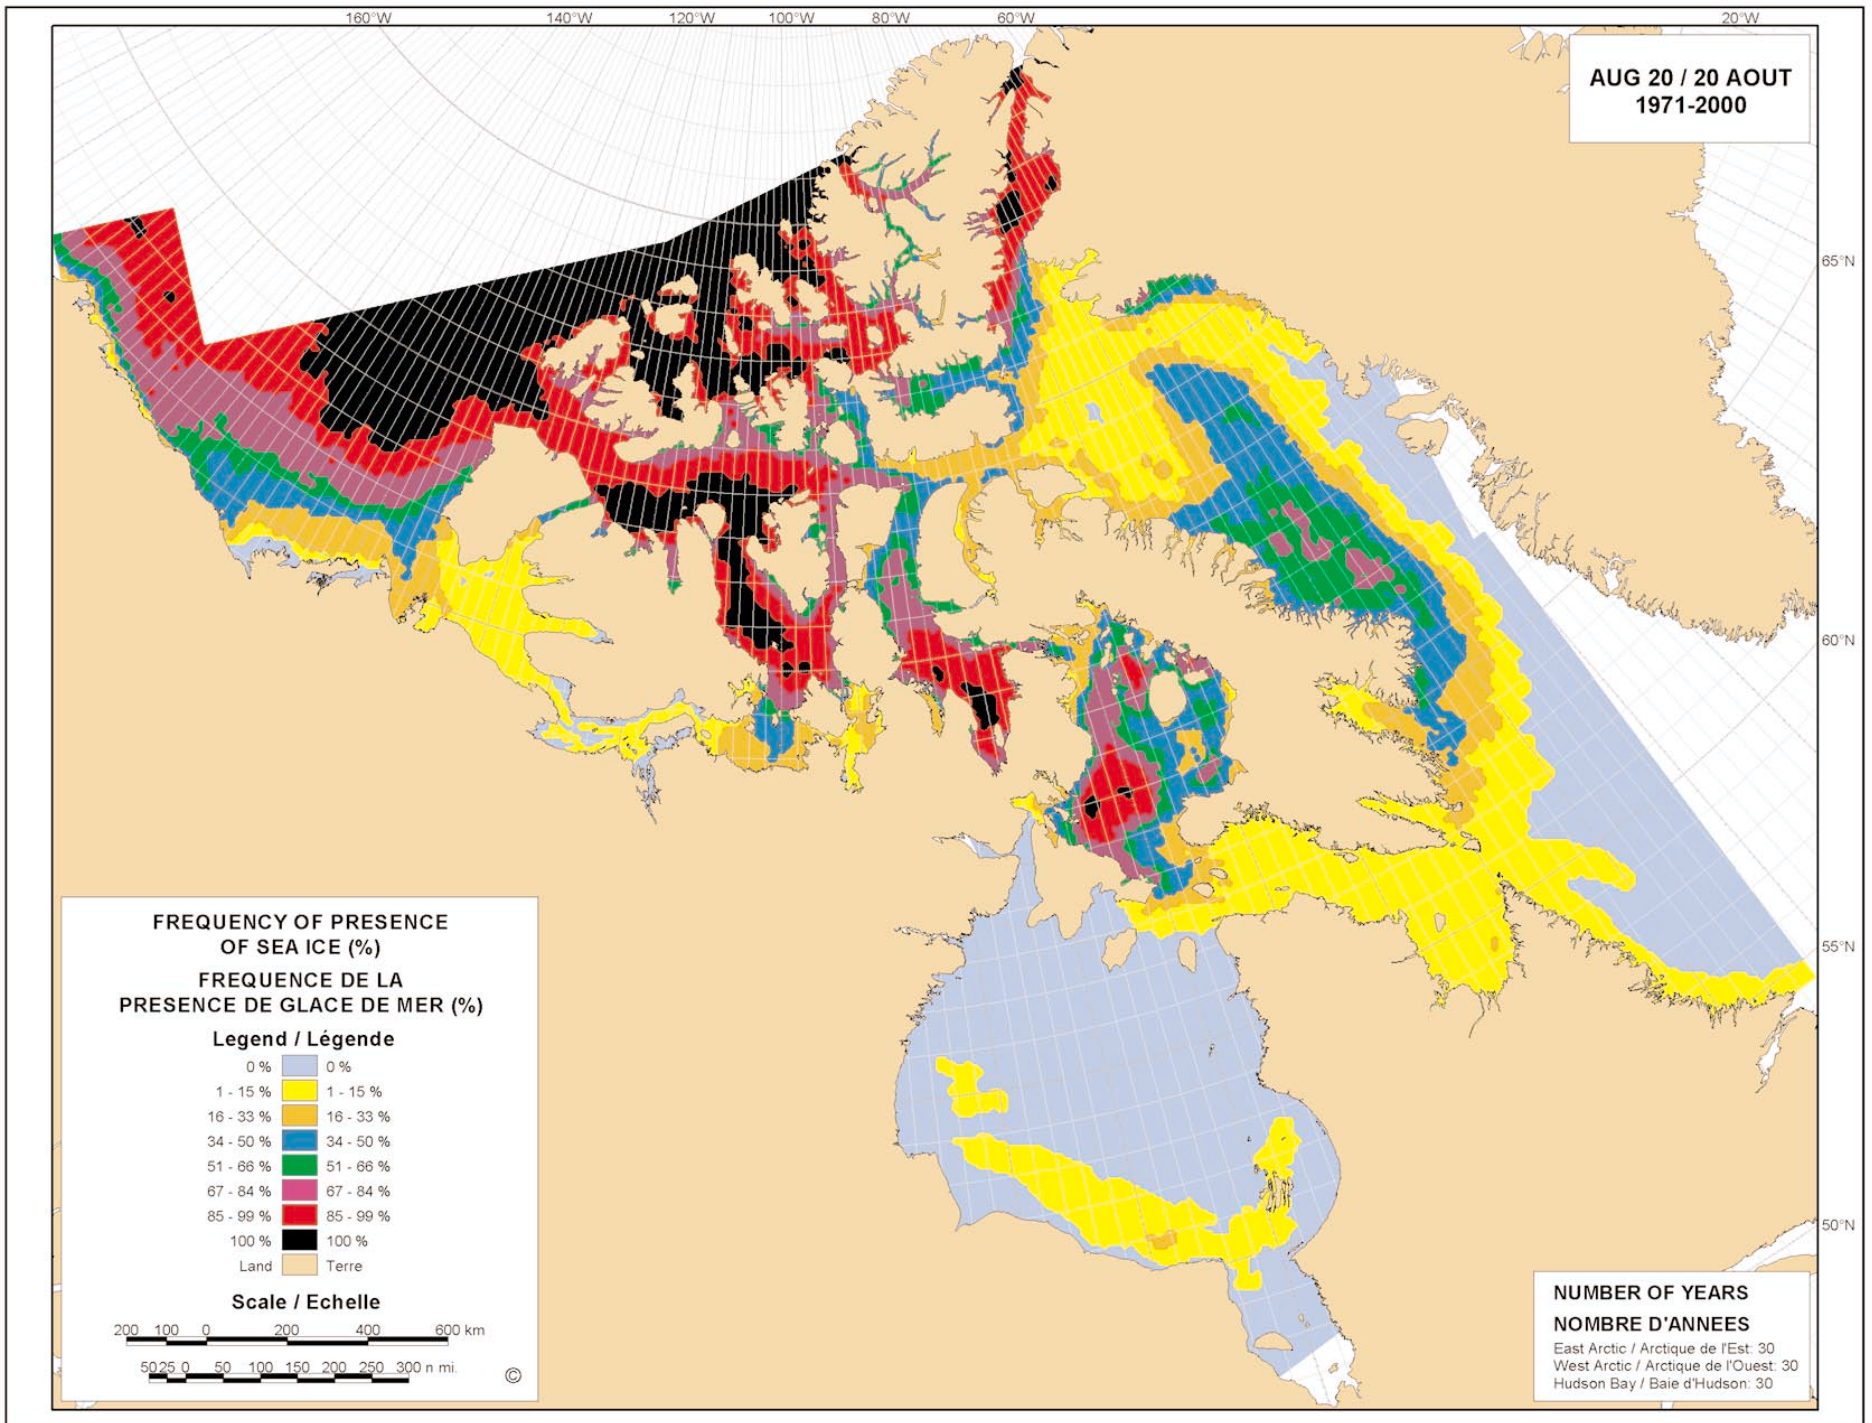 160°W 140°W 120°W 100°W 80°W 60°W 20°W
AUG 20 / 20 AOUT
1971-2000
65°N
60°N
55°N
50°N
FREQUENCY OF PRESENCE
OF SEA ICE (%)
FREQUENCE DE LA
PRESENCE DE GLACE DE MER (%)
Legend / Légende
0 % 0 %
1 - 15 % 1 - 15 %
16 - 33 % 16 - 33 %
34 - 50 % 34 - 50 %
51 - 66 % 51 - 66 %
67 - 84 % 67 - 84 %
85 - 99 % 85 - 99 %
100 % 100 %
Land Terre
Scale / Echelle
200 100 0 200 400 600 km
50 25 0 50 100 150 200 250 300 n mi.
©
NUMBER OF YEARS
NOMBRE D'ANNEES
East Arctic / Arctique de l'Est: 30
West Arctic / Arctique de l'Ouest: 30
Hudson Bay / Baie d'Hudson: 30